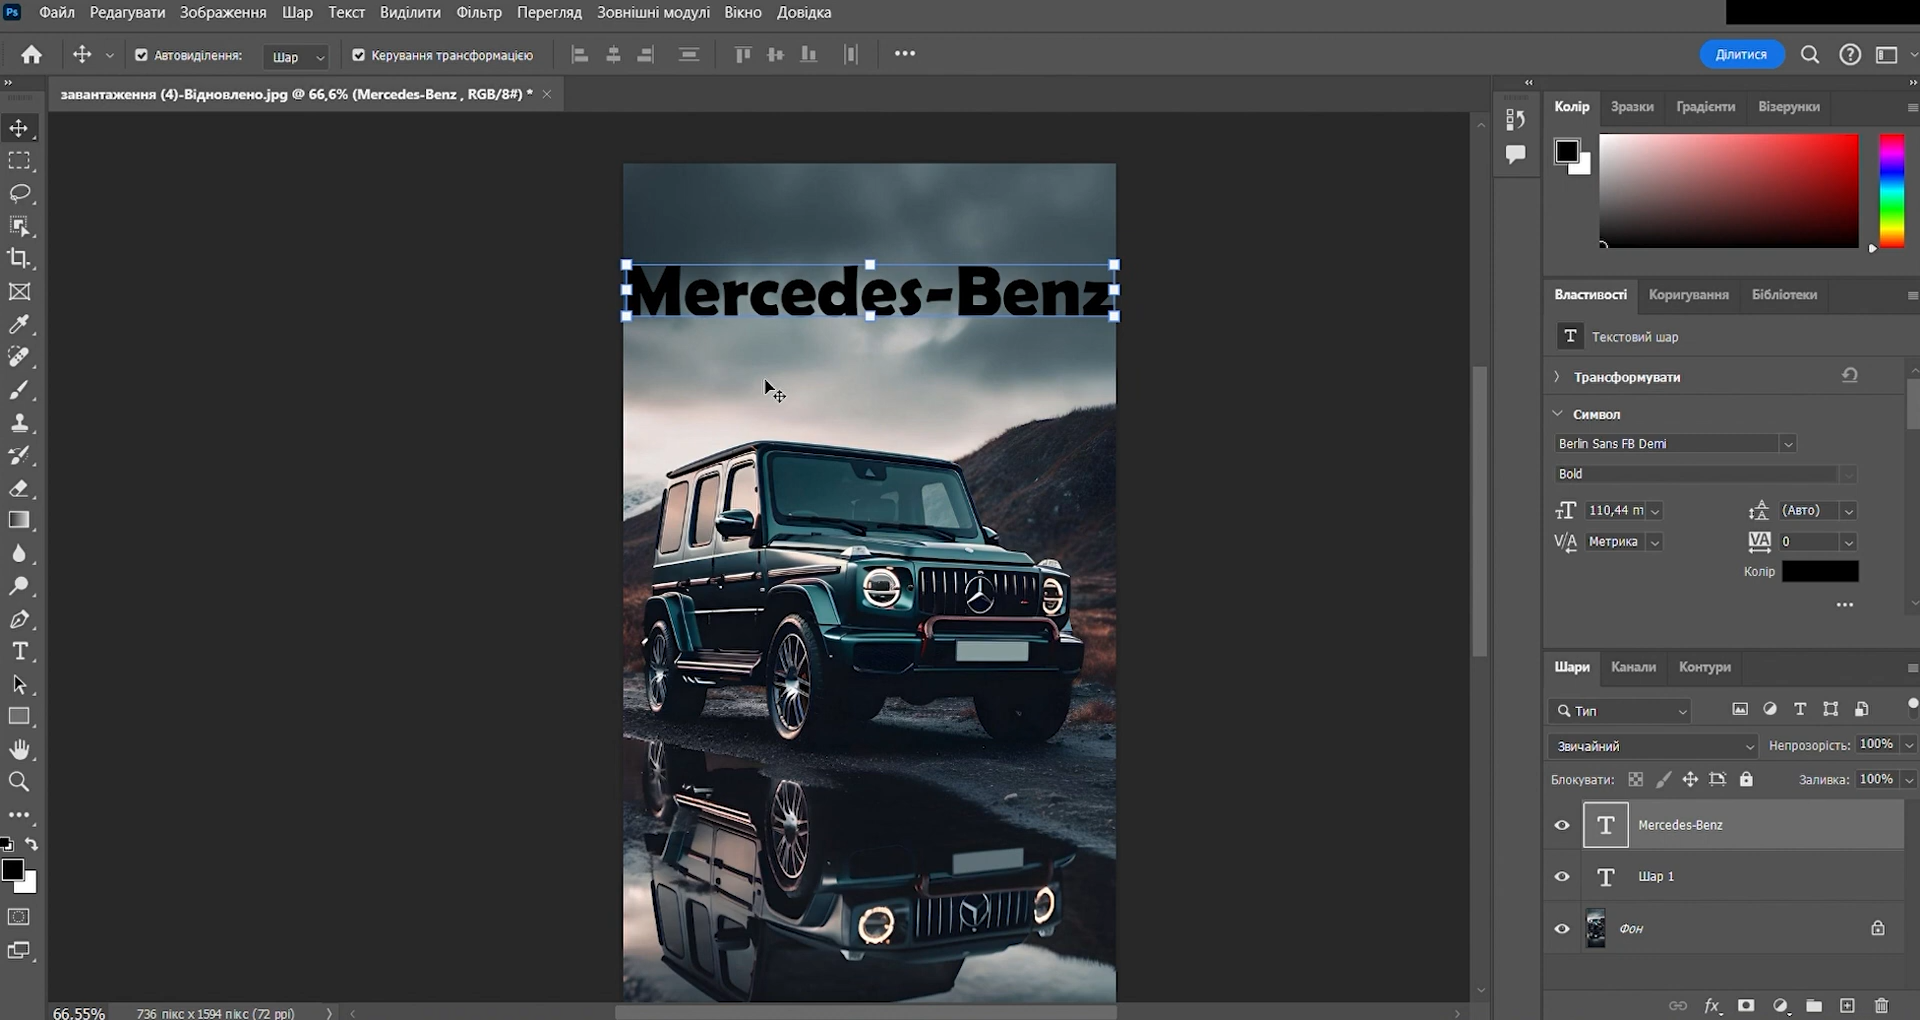 Ps Файл Редагувати Зображення Шар Текст Виділити Фільтр Перегляд Зовнішні модулі Вікно Довідка
Автовиділення: Шар Керування трансформацією ••• Ділитися
завантаження (4)-Відновлено.jpg @ 66,6% (Mercedes-Benz , RGB/8#) * ×
Колір Зразки Градієнти Візерунки
Mercedes-Benz
Властивості Коригування Бібліотеки
T Текстовий шар
Трансформувати
Символ
Berlin Sans FB Demi
Bold
110,44 п (Авто)
Метрика 0
Колір
•••
Шари Канали Контури
Тип
Звичайний Непрозорість: 100%
Блокувати: Заливка: 100%
T Mercedes-Benz
T Шар 1
Фон
66,55% 736 пікс x 1594 пікс (72 ppi)
fx